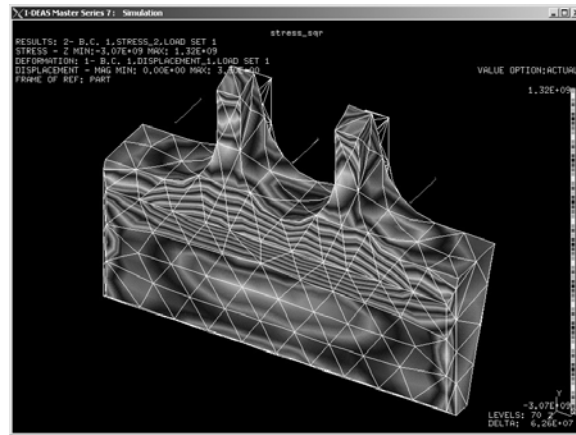 I-DEAS Master Series 7 :  Simulation
stress_sqr
RESULTS: 2- B.C. 1,STRESS_2,LOAD SET 1
STRESS - Z MIN:-3.07E+09 MAX: 1.32E+09
DEFORMATION: 1- B.C. 1,DISPLACEMENT_1,LOAD SET 1
DISPLACEMENT - MAG MIN: 0.00E+00 MAX:
FRAME OF REF: PART
VALUE OPTION:ACTUAL
1.32E+09
Y
-3.07E+09
LEVELS: 70
Z
DELTA: 6.26E+07